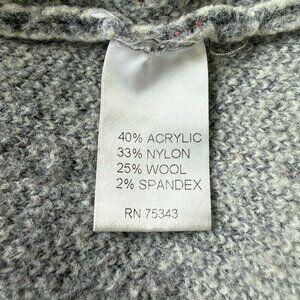 40% ACRYLIC
33% NYLON
25% WOOL
2% SPANDEX
RN 75343